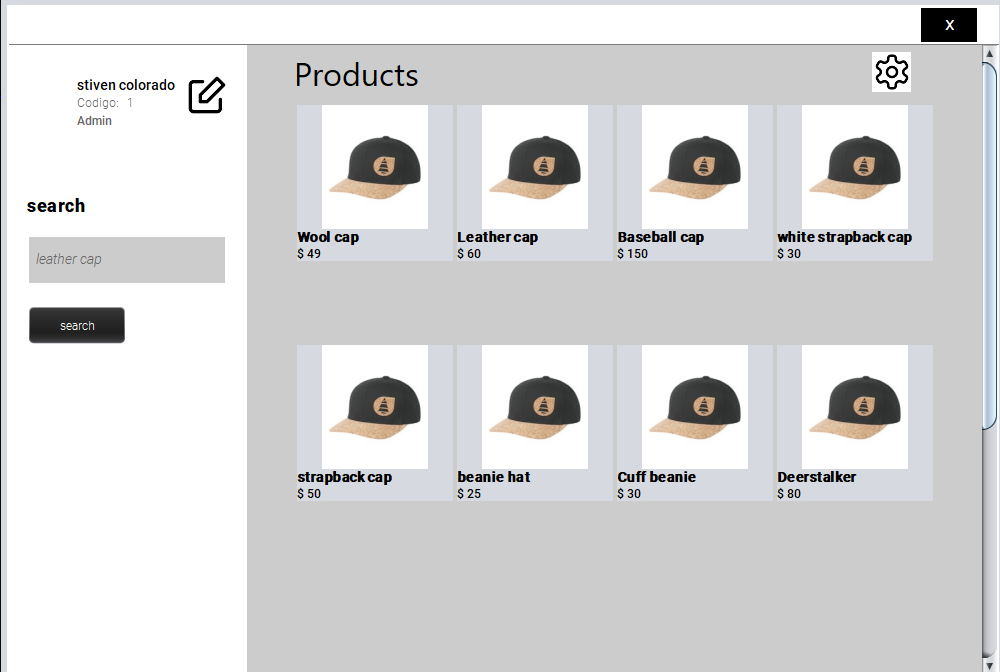 X
stiven colorado
Codigo: 1
Admin
search
leather cap
search
Products
Wool cap
$ 49
Leather cap
$ 60
Baseball cap
$ 150
white strapback cap
$ 30
strapback cap
$ 50
beanie hat
$ 25
Cuff beanie
$ 30
Deerstalker
$ 80